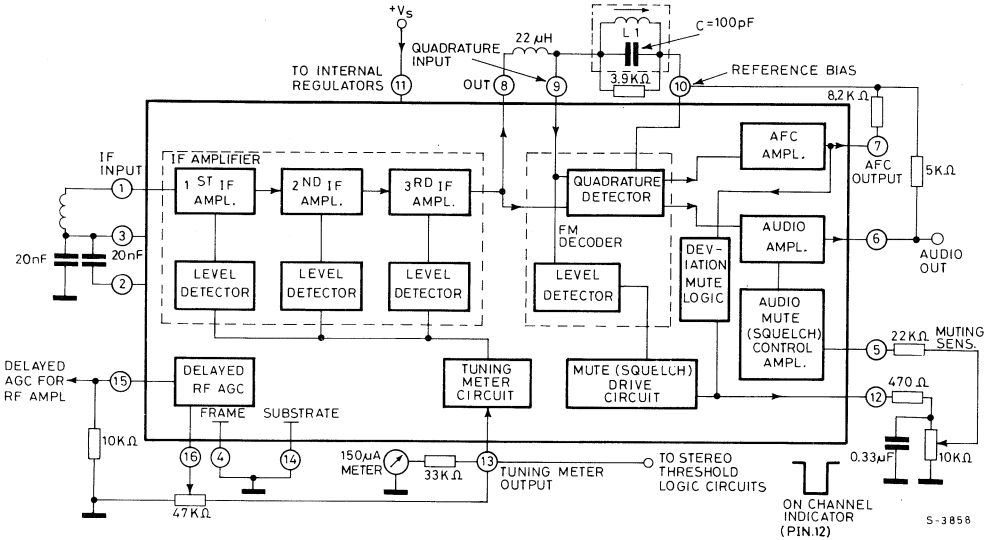 +Vs
C=100pF
L1
22 µH
QUADRATURE
INPUT
TO INTERNAL
REGULATORS
11
OUT
8
9
3.9KΩ
10
REFERENCE BIAS
8,2KΩ
IF
INPUT
IF AMPLIFIER
1
1ST IF
AMPL.
2ND IF
AMPL.
3RD IF
AMPL.
QUADRATURE
DETECTOR
AFC
AMPL.
7
AFC
OUTPUT
5KΩ
3
20nF
20nF
2
FM
DECODER
AUDIO
AMPL.
6
AUDIO
OUT
LEVEL
DETECTOR
LEVEL
DETECTOR
LEVEL
DETECTOR
LEVEL
DETECTOR
DEV-
IATION
MUTE
LOGIC
AUDIO
MUTE
(SQUELCH)
CONTROL
AMPL.
5
22KΩ
MUTING
SENS.
DELAYED
AGC FOR
RF AMPL
15
DELAYED
RF AGC
TUNING
METER
CIRCUIT
MUTE (SQUELCH)
DRIVE
CIRCUIT
12
470
Ω
FRAME
SUBSTRATE
10KΩ
16
4
14
150µA
METER
33KΩ
13
TUNING METER
OUTPUT
TO STEREO
THRESHOLD
LOGIC CIRCUITS
0.33µF
10KΩ
47KΩ
ON CHANNEL
INDICATOR
(PIN.12)
S-3858